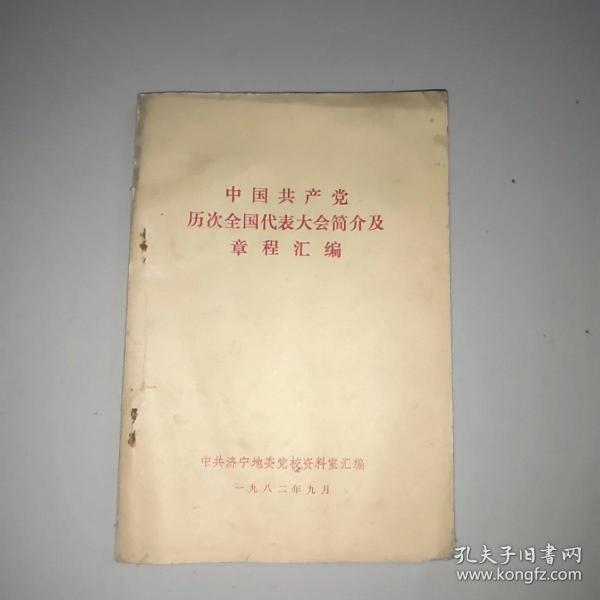 中国共产党
历次全国代表大会简介及
章程汇编
中共济宁地委党校资料室汇编
一九八二年九月
孔夫子旧书网
www.kongfz.com